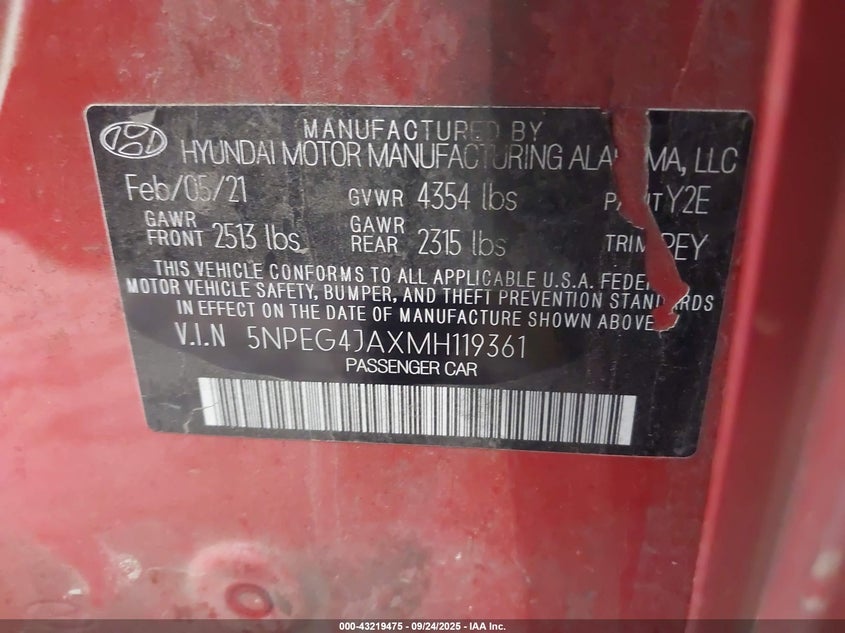 MANUFACTURED BY
HYUNDAI MOTOR MANUFACTURING ALA MA, LLC
Feb/05/21 GVWR 4354 lbs PA T Y2E
GAWR FRONT 2513 lbs GAWR REAR 2315 lbs TRIM PEY
THIS VEHICLE CONFORMS TO ALL APPLICABLE U.S.A. FEDE
MOTOR VEHICLE SAFETY, BUMPER, AND THEFT PREVENTION STANDARDS
IN EFFECT ON THE DATE OF MANUFACTURE SHOWN ABOVE
V.I.N 5NPEG4JAXMH119361
PASSENGER CAR
000-43219475 - 09/24/2025 - IAA Inc.